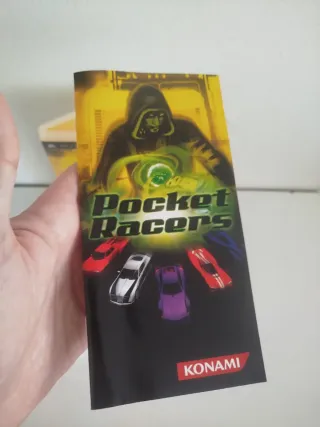 Pocket
Racers
KONAMI